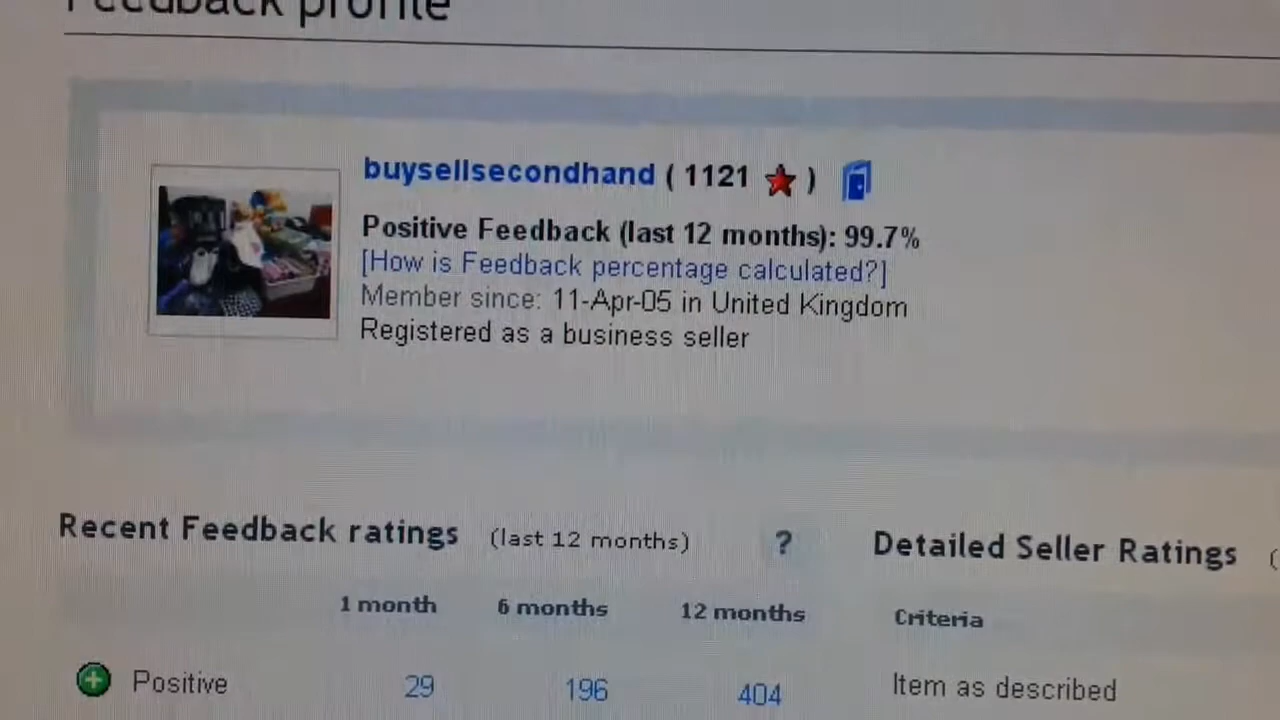 Feedback profile
buysellsecondhand ( 1121 )
Positive Feedback (last 12 months): 99.7%
[How is Feedback percentage calculated?]
Member since: 11-Apr-05 in United Kingdom
Registered as a business seller
Recent Feedback ratings (last 12 months) ?
1 month 6 months 12 months
Positive 29 196 404
Detailed Seller Ratings (
Criteria
Item as described